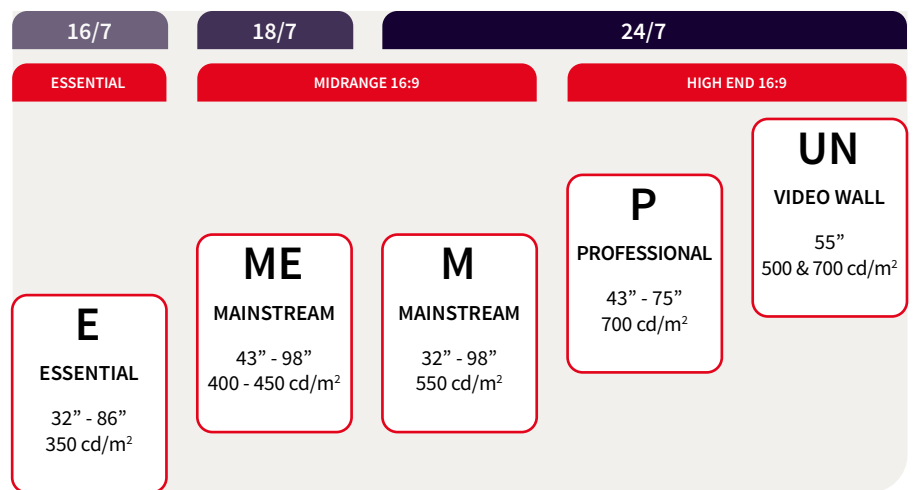 16/7
18/7
24/7
ESSENTIAL
MIDRANGE 16:9
HIGH END 16:9
E
ESSENTIAL
32” - 86”
350 cd/m²
ME
MAINSTREAM
43” - 98”
400 - 450 cd/m²
M
MAINSTREAM
32” - 98”
550 cd/m²
P
PROFESSIONAL
43” - 75”
700 cd/m²
UN
VIDEO WALL
55”
500 & 700 cd/m²